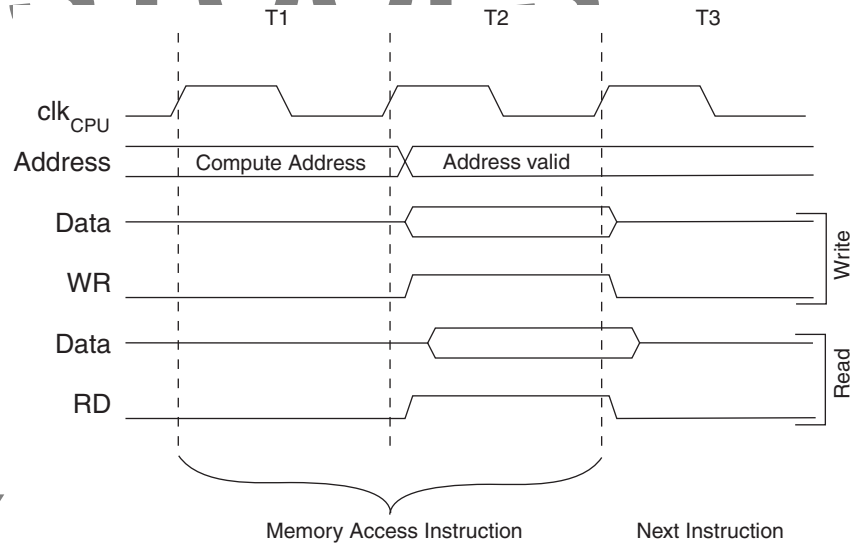 T1 T2 T3
clkCPU
Address Compute Address Address valid
Data
WR
Write
Data
RD
Read
Memory Access Instruction Next Instruction